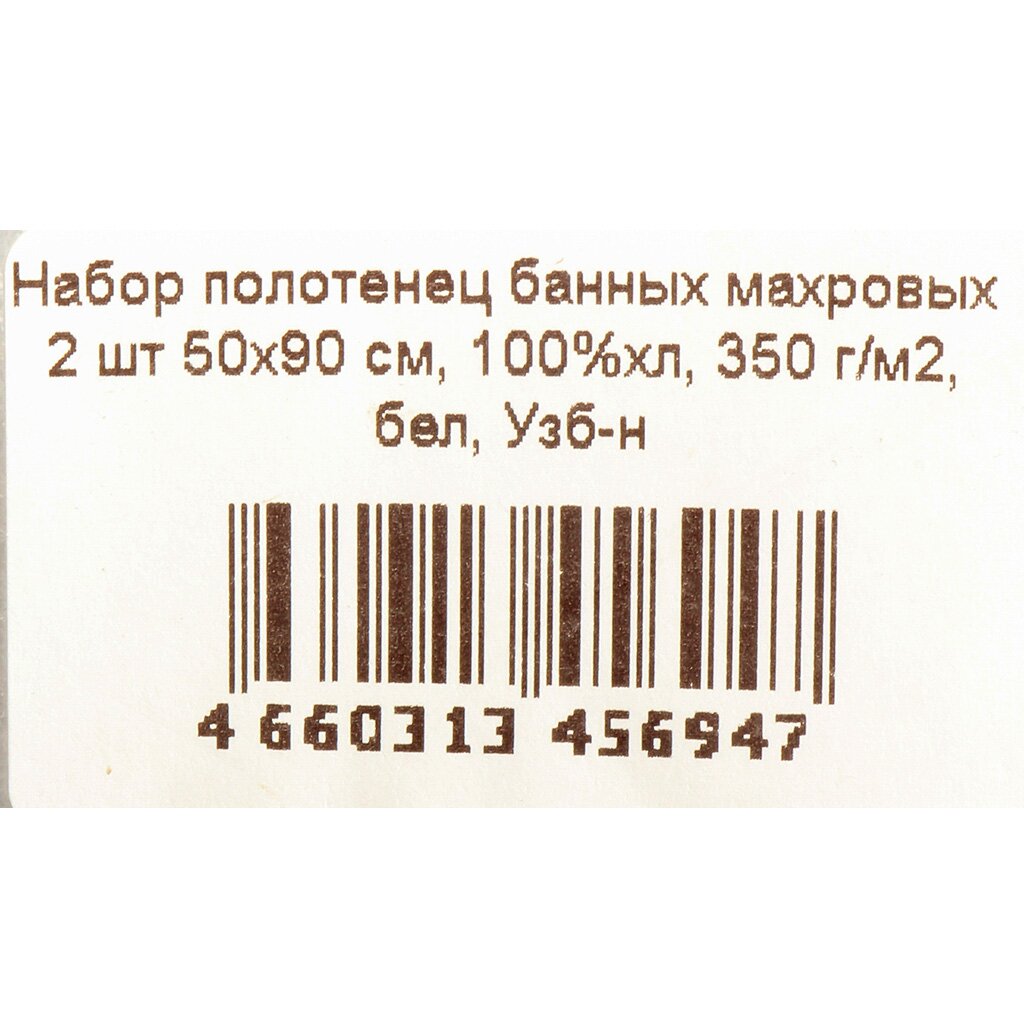 Набор полотенец банных махровых
2 шт 50х90 см, 100%хл, 350 г/м2,
бел, Узб-н
4 660313 456947